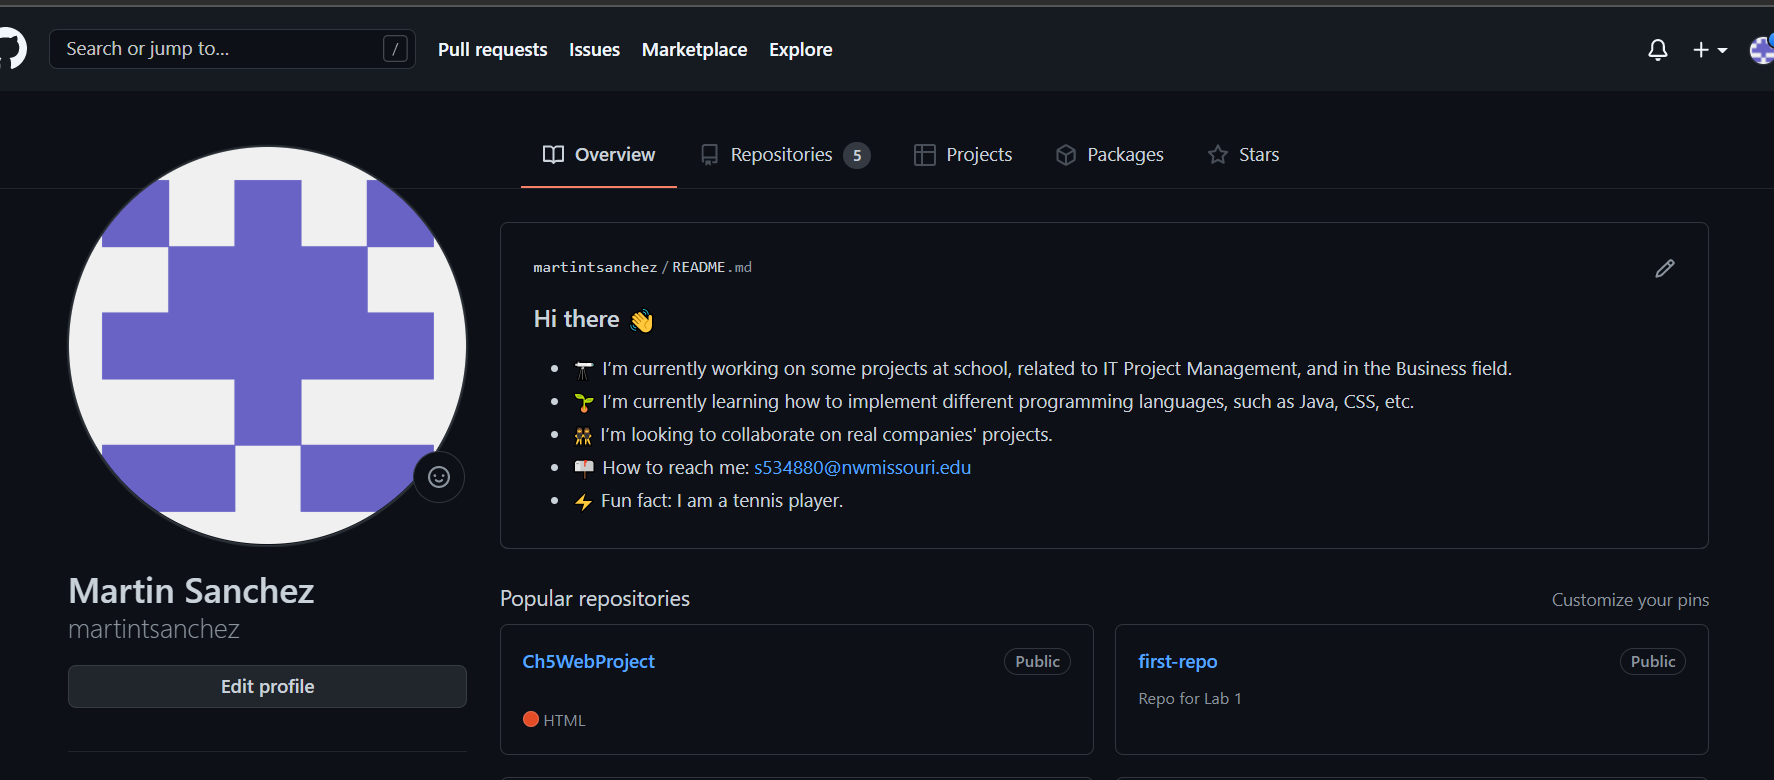 Search or jump to... /
Pull requests
Issues
Marketplace
Explore
Overview
Repositories 5
Projects
Packages
Stars
martintsanchez / README.md
Hi there 👋
I’m currently working on some projects at school, related to IT Project Management, and in the Business field.
I’m currently learning how to implement different programming languages, such as Java, CSS, etc.
I’m looking to collaborate on real companies' projects.
How to reach me: s534880@nwmissouri.edu
Fun fact: I am a tennis player.
Martin Sanchez
martintsanchez
Edit profile
Popular repositories
Customize your pins
Ch5WebProject
Public
HTML
first-repo
Public
Repo for Lab 1